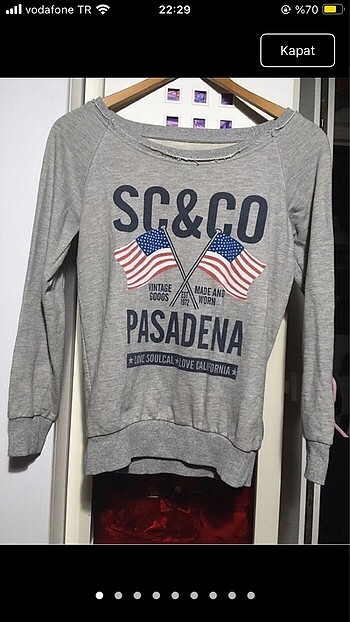 vodafone TR
22:29
%70
Kapat
SC&CO
VINTAGE GOODS
EST. 1972
MADE AND WORN
PASADENA
★LOVE SOULCAL★LOVE CALIFORNIA★